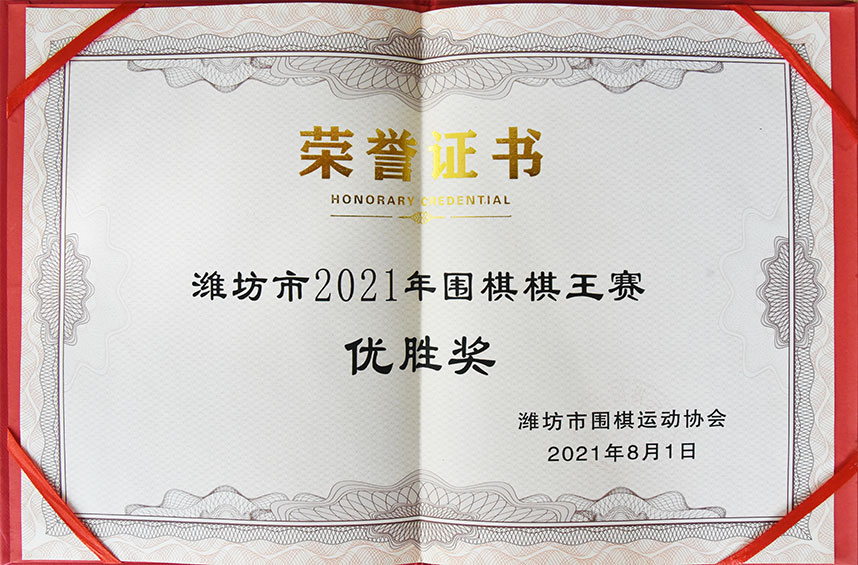 荣誉证书
HONORARY CREDENTIAL
潍坊市2021年围棋棋王赛
优胜奖
潍坊市围棋运动协会
2021年8月1日